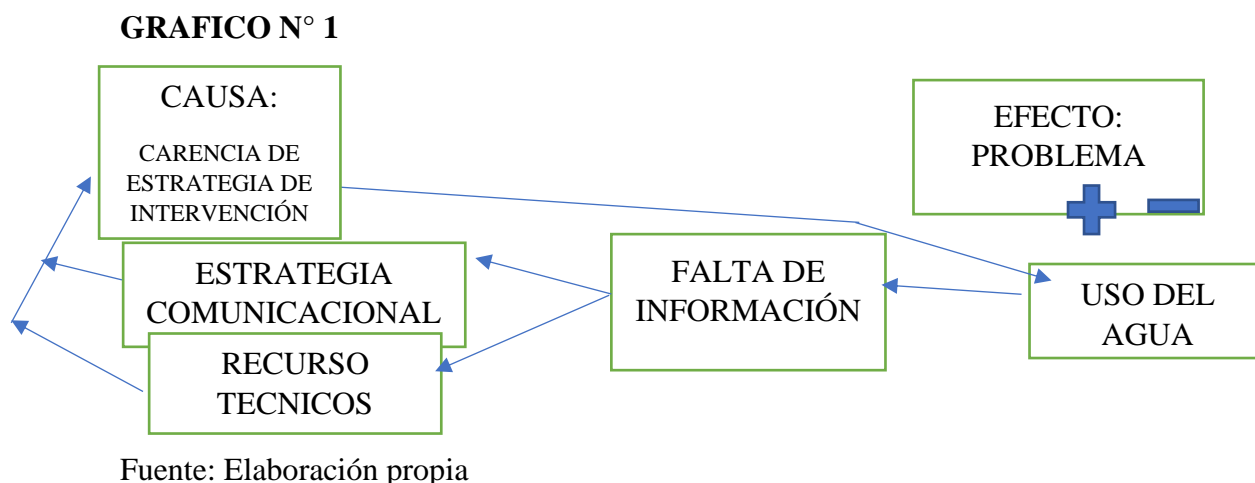 GRAFICO N° 1
CAUSA:
CARENCIA DE
ESTRATEGIA DE
INTERVENCIÓN
EFECTO:
PROBLEMA
ESTRATEGIA
COMUNICACIONAL
FALTA DE
INFORMACIÓN
USO DEL
AGUA
RECURSO
TECNICOS
Fuente: Elaboración propia